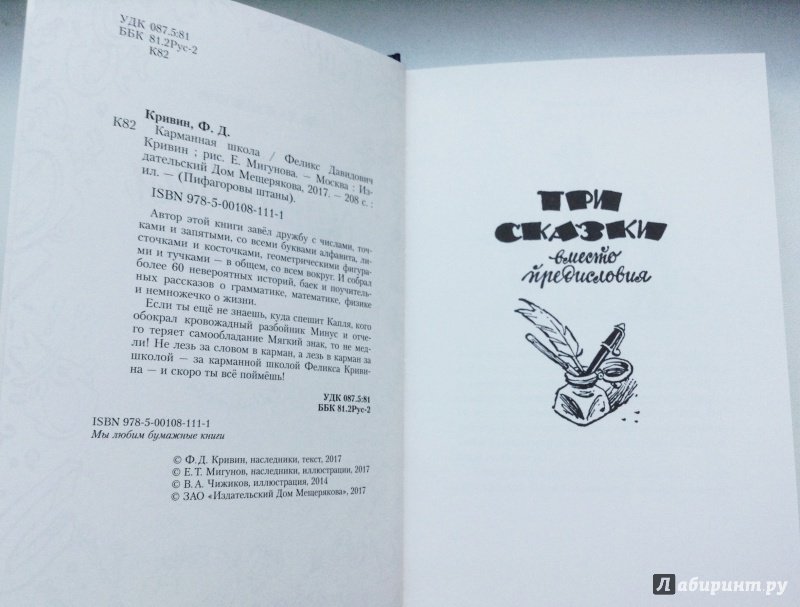 УДК 087.5:81
ББК 81.2Рус-2
К82
Кривин, Ф. Д.
К82 Карманная школа / Феликс Давидович
Кривин ; рис. Е. Мигунова. — Москва : Из-
дательский Дом Мещерякова, 2017. — 208 с. :
ил. — (Пифагоровы штаны).
ISBN 978-5-00108-111-1
Автор этой книги завёл дружбу с числами, точ-
ками и запятыми, со всеми буквами алфавита, ли-
сточками и косточками, геометрическими фигура-
ми и тучками — в общем, со всем вокруг. И собрал
более 60 невероятных историй, баек и поучитель-
ных рассказов о грамматике, математике, физике
и немножечко о жизни.
Если ты ещё не знаешь, куда спешит Капля, кого
обокрал кровожадный разбойник Минус и отче-
го теряет самообладание Мягкий знак, то не мед-
ли! Не лезь за словом в карман, а лезь в карман за
школой — за карманной школой Феликса Криви-
на — и скоро ты всё поймёшь!
УДК 087.5:81
ББК 81.2Рус-2
ISBN 978-5-00108-111-1
Мы любим бумажные книги
© Ф.Д. Кривин, наследники, текст, 2017
© Е.Т. Мигунов, наследники, иллюстрации, 2017
© В.А. Чижиков, иллюстрация, 2014
© ЗАО «Издательский Дом Мещерякова», 2017
ТРИ
СКАЗКИ
вместо
предисловия
Лабиринт.ру